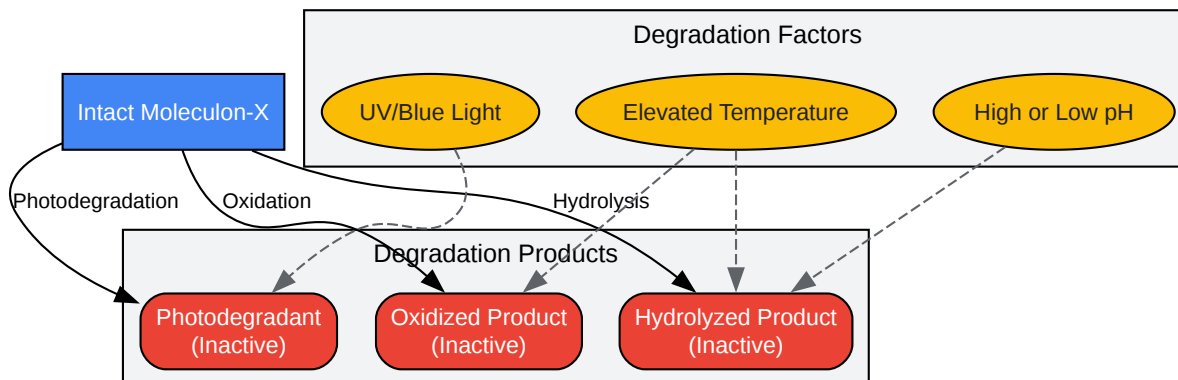 Degradation Factors
Intact Moleculon-X
UV/Blue Light
Elevated Temperature
High or Low pH
Photodegradation
Oxidation
Hydrolysis
Degradation Products
Photodegradant
(Inactive)
Oxidized Product
(Inactive)
Hydrolyzed Product
(Inactive)